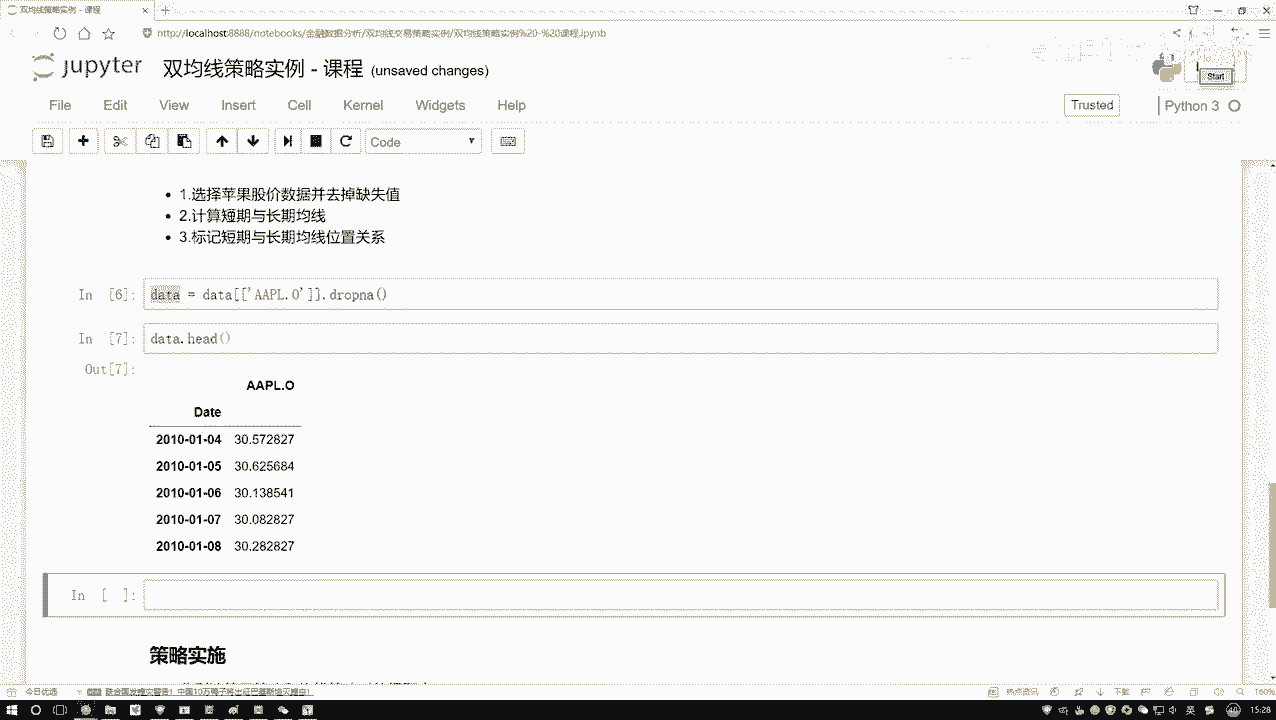 双均线策略实例 - 课程
http://localhost:8888/notebooks/金融数据分析/双均线交易策略实例/双均线策略实例%20-%20课程.ipynb
jupyter 双均线策略实例 - 课程 (unsaved changes)
Start
File Edit View Insert Cell Kernel Widgets Help
Trusted Python 3 O
Code
1.选择苹果股价数据并去掉缺失值
2.计算短期与长期均线
3.标记短期与长期均线位置关系
In [6]: data = data[['AAPL.O']].dropna()
In [7]: data.head()
Out[7]:
AAPL.O
Date
2010-01-04 30.572827
2010-01-05 30.625684
2010-01-06 30.138541
2010-01-07 30.082827
2010-01-08 30.282827
In [ ]:
策略实施
今日优选
热点资讯 下载 160%
英 15:28